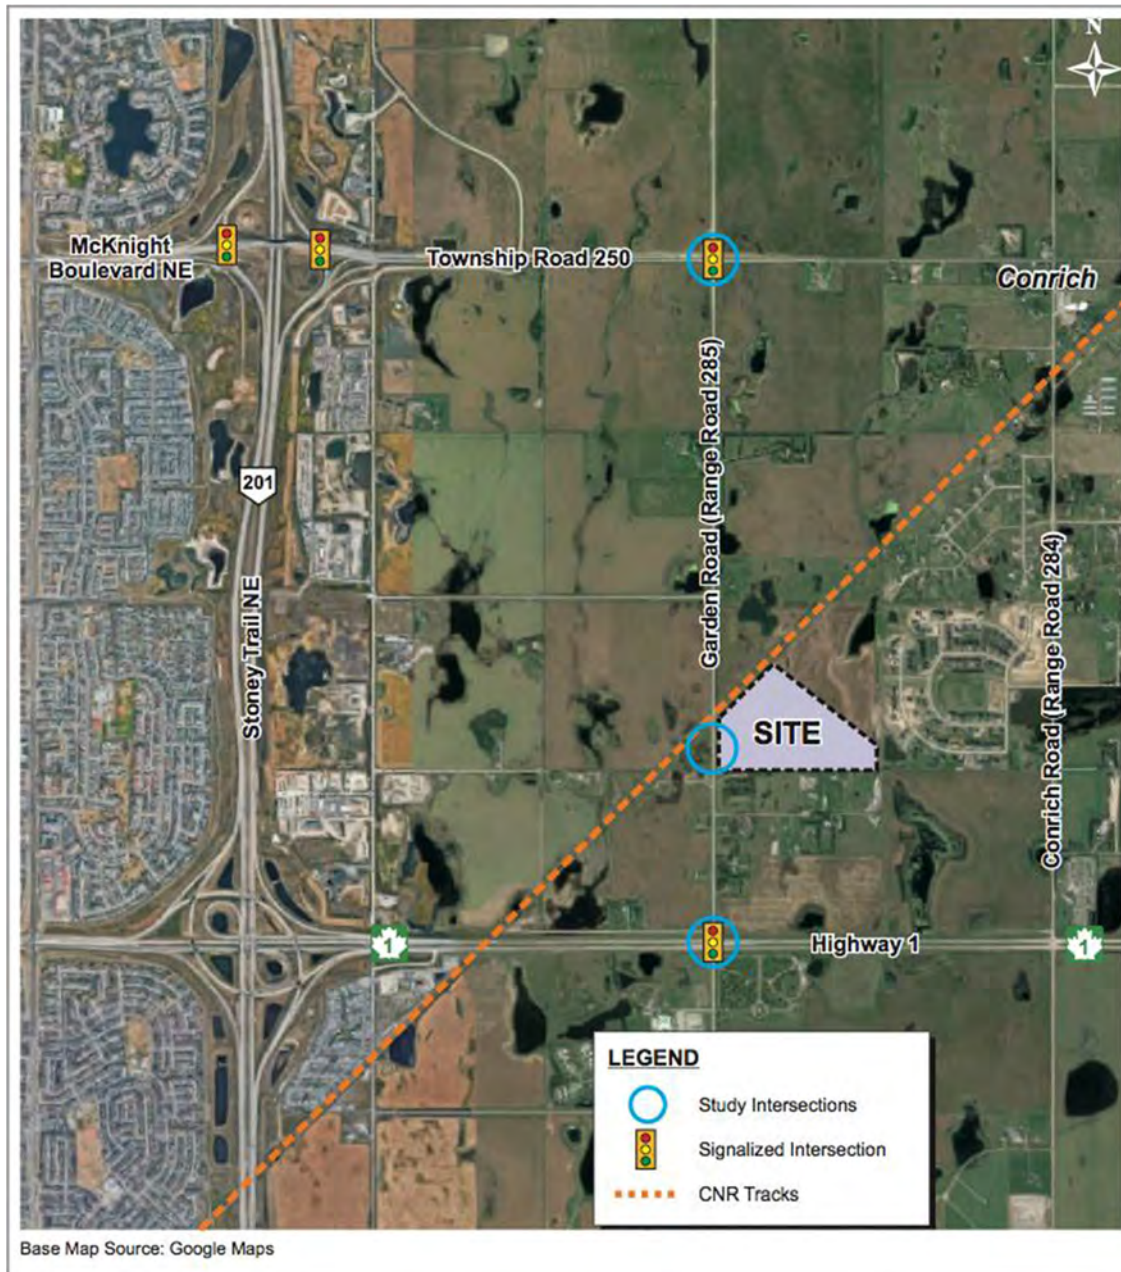 N
McKnight
Boulevard NE
Township Road 250
Conrich
Garden Road (Range Road 285)
201
Stoney Trail NE
SITE
Conrich Road (Range Road 284)
1
Highway 1
1
LEGEND
Study Intersections
Signalized Intersection
CNR Tracks
Base Map Source: Google Maps